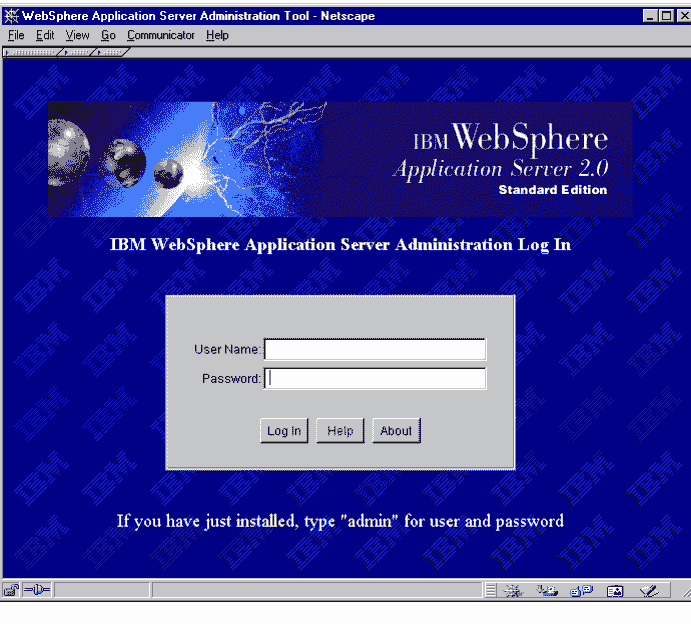 WebSphere Application Server Administration Tool - Netscape
File Edit View Go Communicator Help
IBM WebSphere
Application Server 2.0
Standard Edition
IBM WebSphere Application Server Administration Log In
User Name:
Password:
Log In Help About
If you have just installed, type "admin" for user and password